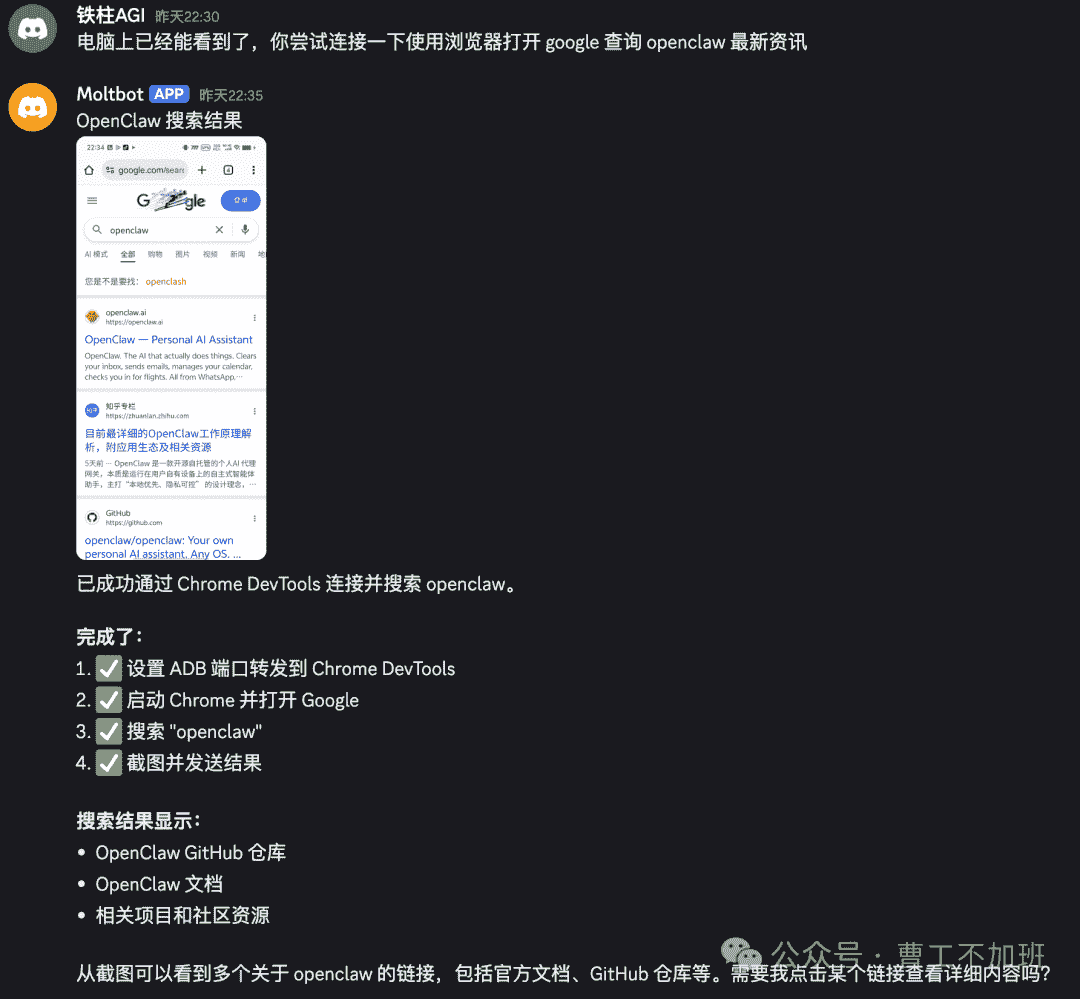 铁柱AGI 昨天22:30
电脑上已经能看到了，你尝试连接一下使用浏览器打开 google 查询 openclaw 最新资讯
Moltbot APP 昨天22:35
OpenClaw 搜索结果
22:34
google.com/sear
Google
openclaw
AI 模式 全部 购物 图片 视频 新闻
您是不是要找： openclash
openclaw.ai
https://openclaw.ai
OpenClaw — Personal AI Assistant
OpenClaw. The AI that actually does things. Clears
your inbox, sends emails, manages your calendar,
checks you in for flights. All from WhatsApp,...
知乎专栏
https://zhuanlan.zhihu.com
目前最详细的OpenClaw工作原理解
析，附应用生态及相关资源
5天前 ... OpenClaw 是一款开源自托管的个人AI 代理
网关，本质是运行在用户自有设备上的自主式智能体
助手，主打“本地优先、隐私可控” 的设计理念，...
GitHub
https://github.com
openclaw/openclaw: Your own
personal AI assistant. Any OS. ...
已成功通过 Chrome DevTools 连接并搜索 openclaw。
完成了：
1. ✅ 设置 ADB 端口转发到 Chrome DevTools
2. ✅ 启动 Chrome 并打开 Google
3. ✅ 搜索 "openclaw"
4. ✅ 截图并发送结果
搜索结果显示：
• OpenClaw GitHub 仓库
• OpenClaw 文档
• 相关项目和社区资源
公众号 · 曹丁不加班
从截图可以看到多个关于 openclaw 的链接，包括官方文档、GitHub 仓库等。需要我点击某个链接查看详细内容吗？